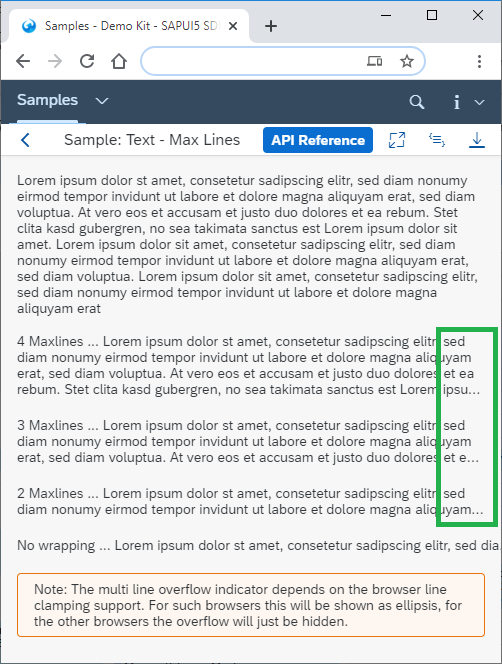 Samples - Demo Kit - SAPUI5 SD
Samples
Sample: Text - Max Lines
API Reference
Lorem ipsum dolor st amet, consetetur sadipscing elitr, sed diam nonumy
eirmod tempor invidunt ut labore et dolore magna aliquyam erat, sed diam
voluptua. At vero eos et accusam et justo duo dolores et ea rebum. Stet
clita kasd gubergren, no sea takimata sanctus est Lorem ipsum dolor sit
amet. Lorem ipsum dolor sit amet, consetetur sadipscing elitr, sed diam
nonumy eirmod tempor invidunt ut labore et dolore magna aliquyam erat,
sed diam voluptua. Lorem ipsum dolor sit amet, consetetur sadipscing elitr,
sed diam nonumy eirmod tempor invidunt ut labore et dolore magna
aliquyam erat
4 Maxlines ... Lorem ipsum dolor st amet, consetetur sadipscing elitr, sed
diam nonumy eirmod tempor invidunt ut labore et dolore magna aliquyam
erat, sed diam voluptua. At vero eos et accusam et justo duo dolores et ea
rebum. Stet clita kasd gubergren, no sea takimata sanctus est Lorem ipsu...
3 Maxlines ... Lorem ipsum dolor st amet, consetetur sadipscing elitr, sed
diam nonumy eirmod tempor invidunt ut labore et dolore magna aliquyam
erat, sed diam voluptua. At vero eos et accusam et justo duo dolores et e...
2 Maxlines ... Lorem ipsum dolor st amet, consetetur sadipscing elitr, sed
diam nonumy eirmod tempor invidunt ut labore et dolore magna aliquyam...
No wrapping ... Lorem ipsum dolor st amet, consetetur sadipscing elitr, sed dia
Note: The multi line overflow indicator depends on the browser line
clamping support. For such browsers this will be shown as ellipsis, for
the other browsers the overflow will just be hidden.